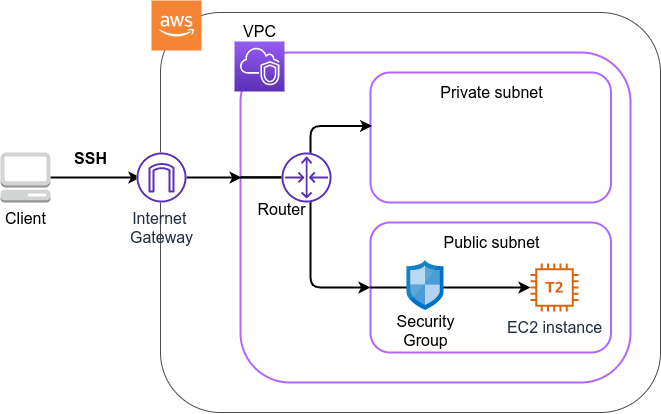 aws
VPC
Private subnet
SSH
Client
Internet
Gateway
Router
Public subnet
T2
Security
Group
EC2 instance